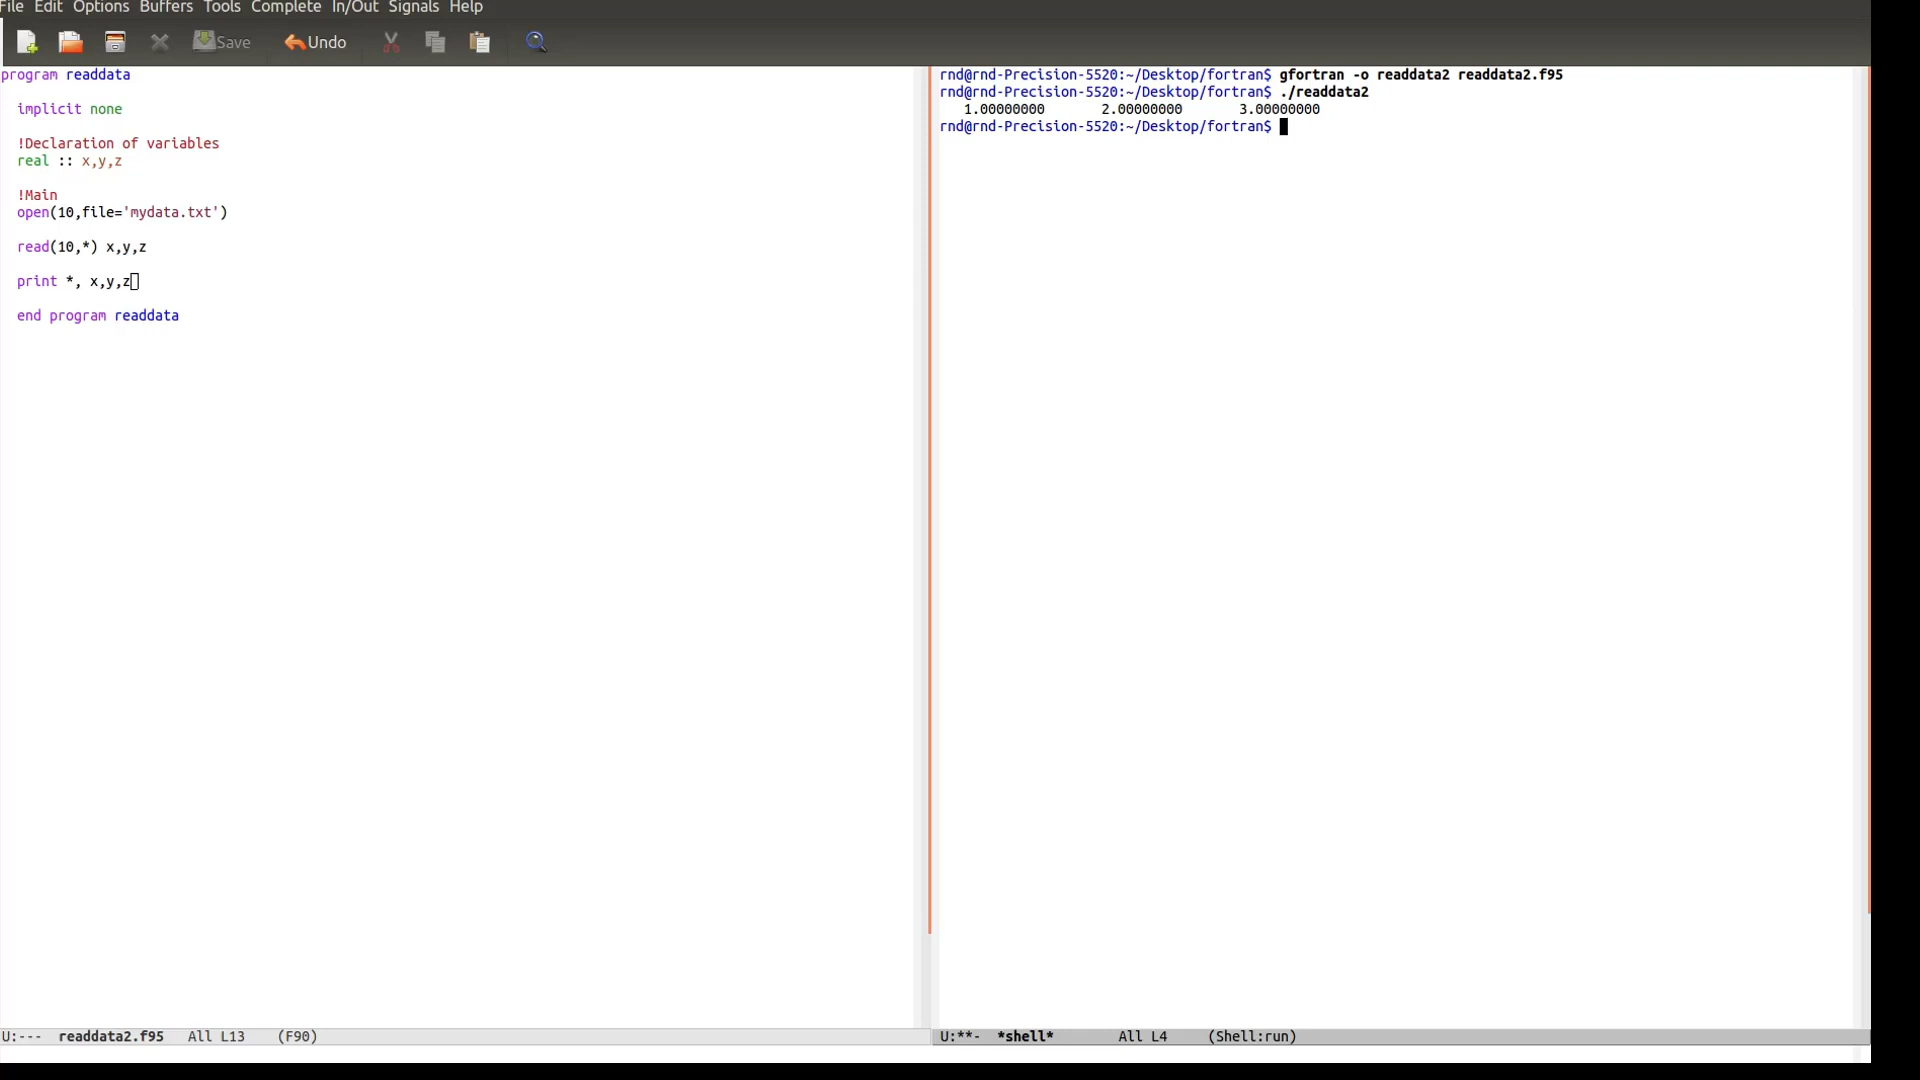 File Edit Options Buffers Tools Complete In/Out Signals Help
Save Undo
program readdata
implicit none
!Declaration of variables
real :: x,y,z
!Main
open(10,file='mydata.txt')
read(10,*) x,y,z
print *, x,y,z
end program readdata
U:--- readdata2.f95 All L13 (F90)
rnd@rnd-Precision-5520:~/Desktop/fortran$ gfortran -o readdata2 readdata2.f95
rnd@rnd-Precision-5520:~/Desktop/fortran$ ./readdata2
1.00000000 2.00000000 3.00000000
rnd@rnd-Precision-5520:~/Desktop/fortran$
U:**- *shell* All L4 (Shell:run)